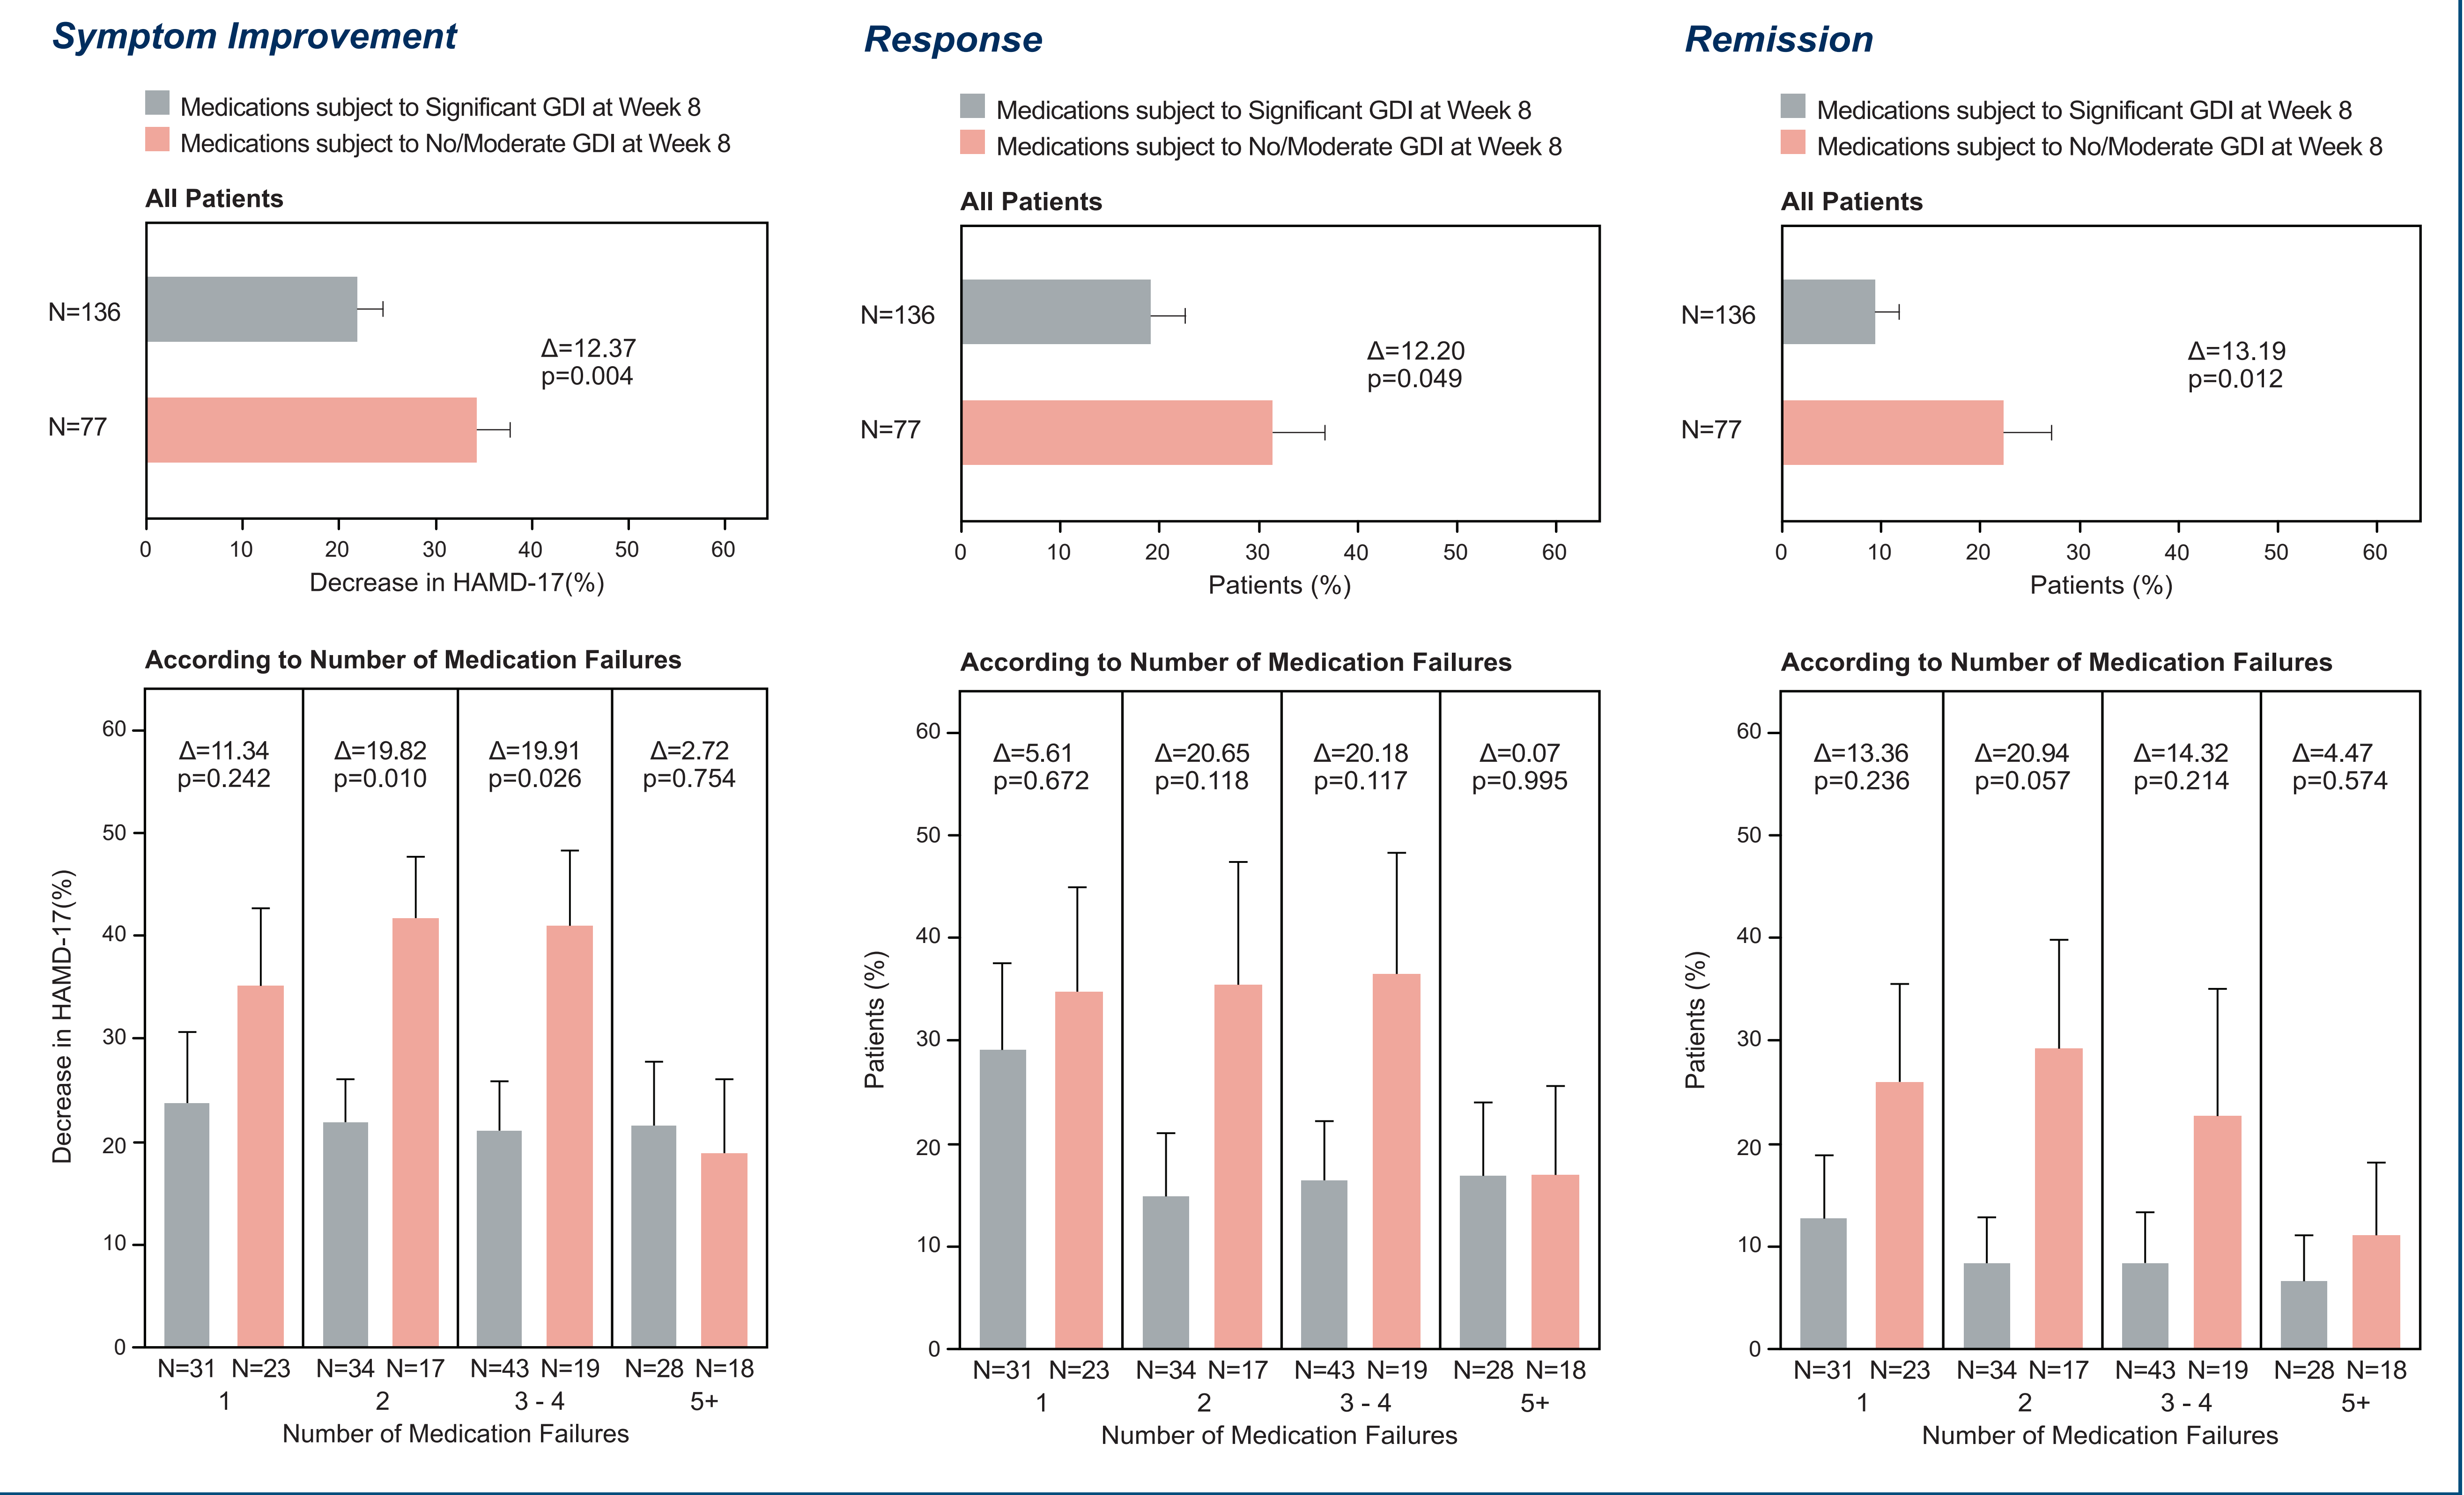 Symptom Improvement
Medications subject to Significant GDI at Week 8
Medications subject to No/Moderate GDI at Week 8
All Patients
N=136
N=77
Δ=12.37
p=0.004
0 10 20 30 40 50 60
Decrease in HAMD-17(%)
According to Number of Medication Failures
Decrease in HAMD-17(%)
60
50
40
30
20
10
0
Δ=11.34
p=0.242
Δ=19.82
p=0.010
Δ=19.91
p=0.026
Δ=2.72
p=0.754
N=31 N=23 N=34 N=17 N=43 N=19 N=28 N=18
1 2 3 - 4 5+
Number of Medication Failures
Response
Medications subject to Significant GDI at Week 8
Medications subject to No/Moderate GDI at Week 8
All Patients
N=136
N=77
Δ=12.20
p=0.049
0 10 20 30 40 50 60
Patients (%)
According to Number of Medication Failures
Patients (%)
60
50
40
30
20
10
0
Δ=5.61
p=0.672
Δ=20.65
p=0.118
Δ=20.18
p=0.117
Δ=0.07
p=0.995
N=31 N=23 N=34 N=17 N=43 N=19 N=28 N=18
1 2 3 - 4 5+
Number of Medication Failures
Remission
Medications subject to Significant GDI at Week 8
Medications subject to No/Moderate GDI at Week 8
All Patients
N=136
N=77
Δ=13.19
p=0.012
0 10 20 30 40 50 60
Patients (%)
According to Number of Medication Failures
Patients (%)
60
50
40
30
20
10
0
Δ=13.36
p=0.236
Δ=20.94
p=0.057
Δ=14.32
p=0.214
Δ=4.47
p=0.574
N=31 N=23 N=34 N=17 N=43 N=19 N=28 N=18
1 2 3 - 4 5+
Number of Medication Failures